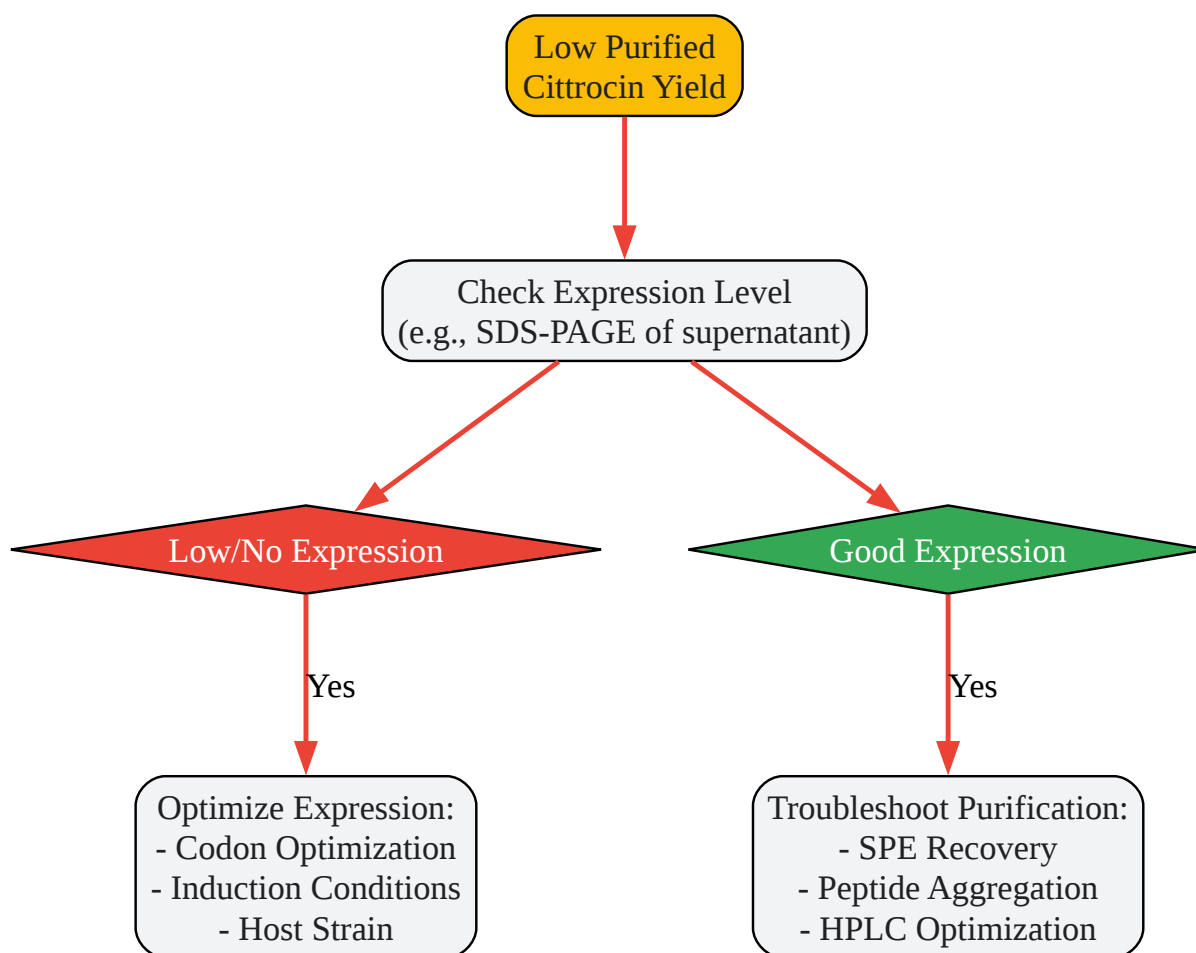 Low Purified
Cittrocin Yield
Check Expression Level
(e.g., SDS-PAGE of supernatant)
Low/No Expression
Good Expression
Yes
Yes
Optimize Expression:
- Codon Optimization
- Induction Conditions
- Host Strain
Troubleshoot Purification:
- SPE Recovery
- Peptide Aggregation
- HPLC Optimization